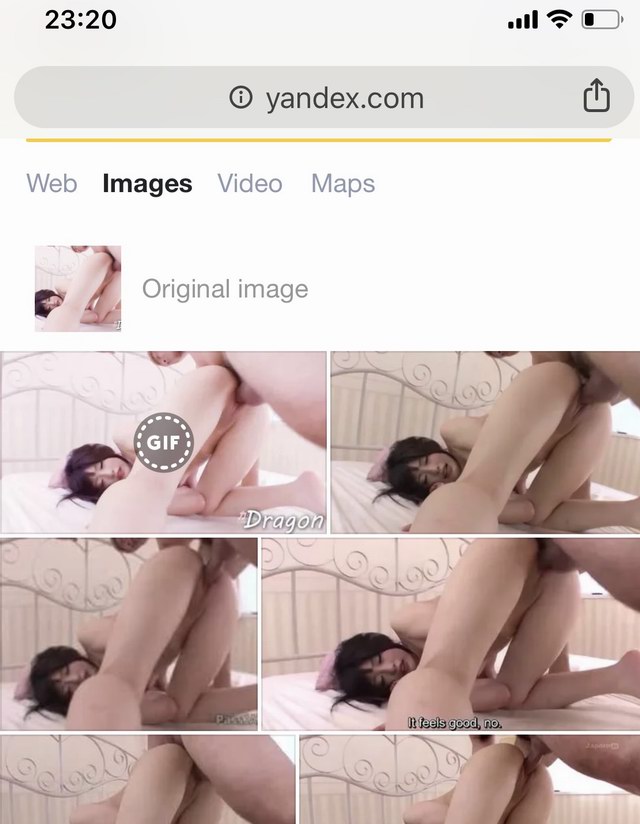 23:20
yandex.com
Web Images Video Maps
Original image
GIF
Dragon
It feels good, no.